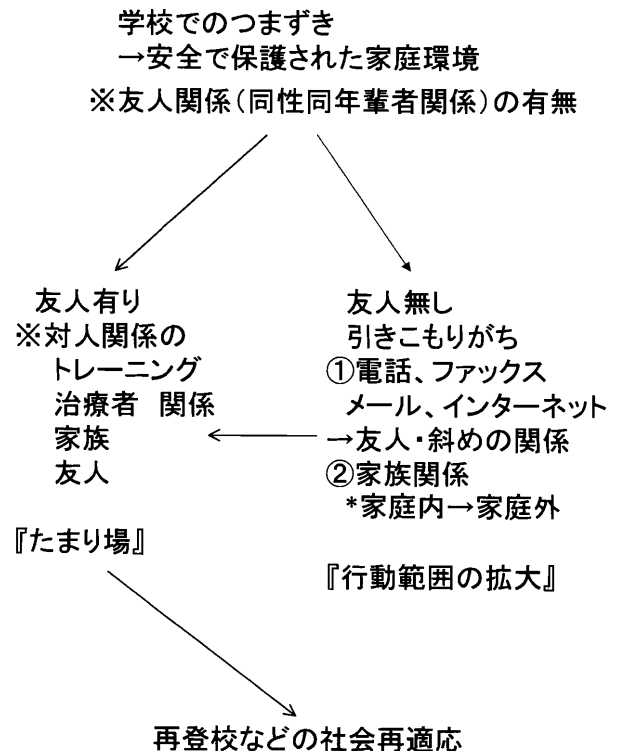 学校でのつまずき
→安全で保護された家庭環境
※友人関係(同性同年輩者関係)の有無
友人有り
※対人関係の
トレーニング
治療者 関係
家族
友人
『たまり場』
友人無し
引きこもりがち
①電話、ファックス
メール、インターネット
→友人・斜めの関係
②家族関係
*家庭内→家庭外
『行動範囲の拡大』
再登校などの社会再適応